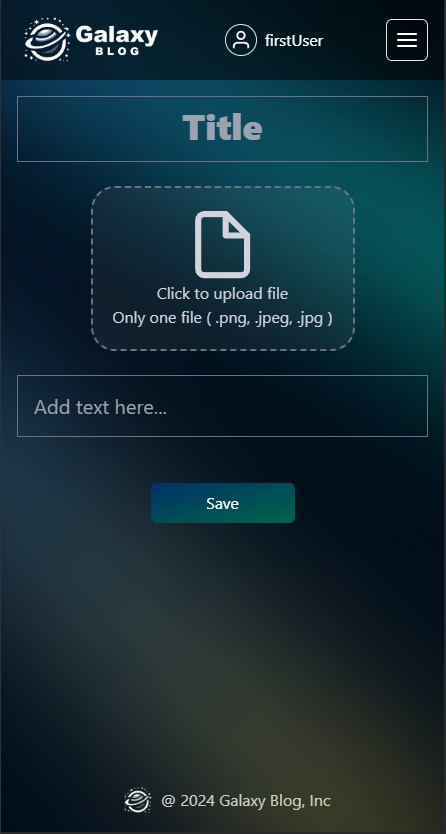 Galaxy
BLOG
firstUser
Title
Click to upload file
Only one file ( .png, .jpeg, .jpg )
Add text here...
Save
@ 2024 Galaxy Blog, Inc